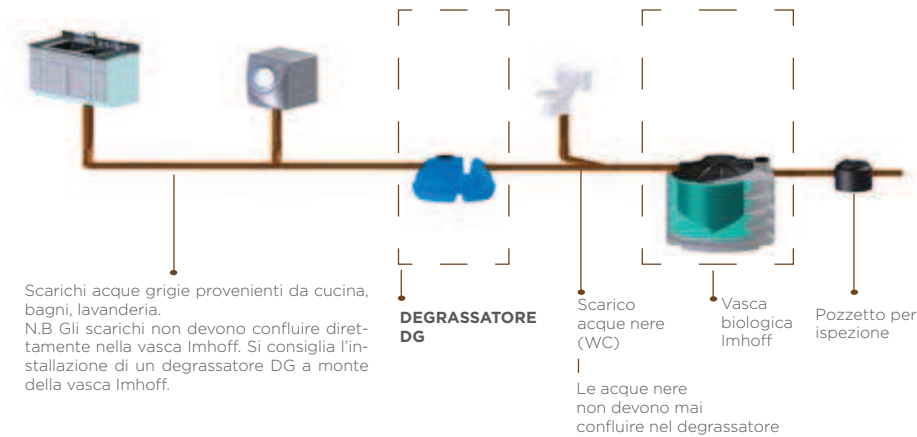 Scarichi acque grigie provenienti da cucina,
bagni, lavanderia.
N.B Gli scarichi non devono confluire diret-
tamente nella vasca Imhoff. Si consiglia l'in-
stallazione di un degrassatore DG a monte
della vasca Imhoff.
DEGRASSATORE
DG
Scarico
acque nere
(WC)
Le acque nere
non devono mai
confluire nel degrassatore
Vasca
biologica
Imhoff
Pozzetto per
ispezione